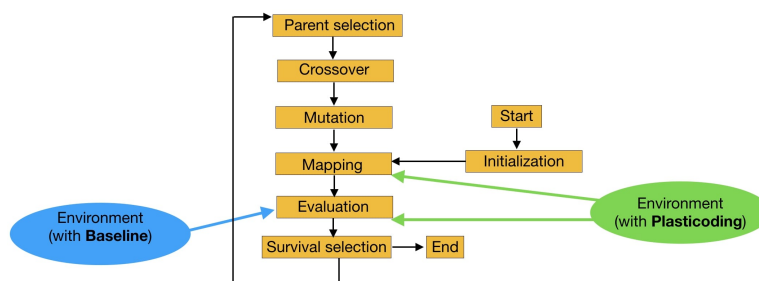 Parent selection
Crossover
Mutation
Start
Mapping
Initialization
Evaluation
Environment
(with Baseline)
Environment
(with Plasticoding)
Survival selection
End